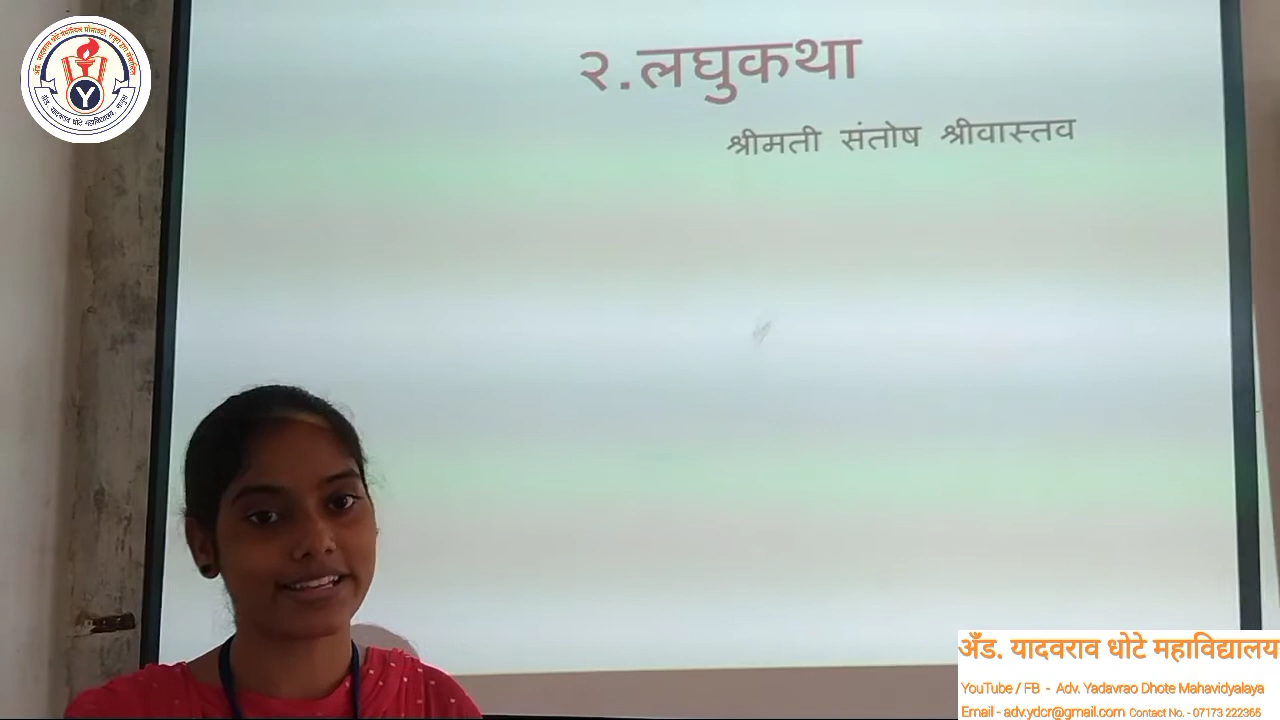 २.लघुकथा
श्रीमती संतोष श्रीवास्तव
Y
अँड. यादवराव धोटे महाविद्यालय
YouTube / FB - Adv. Yadavrao Dhote Mahavidyalaya
Email - adv.ydcr@gmail.com Contact No. - 07173 222365